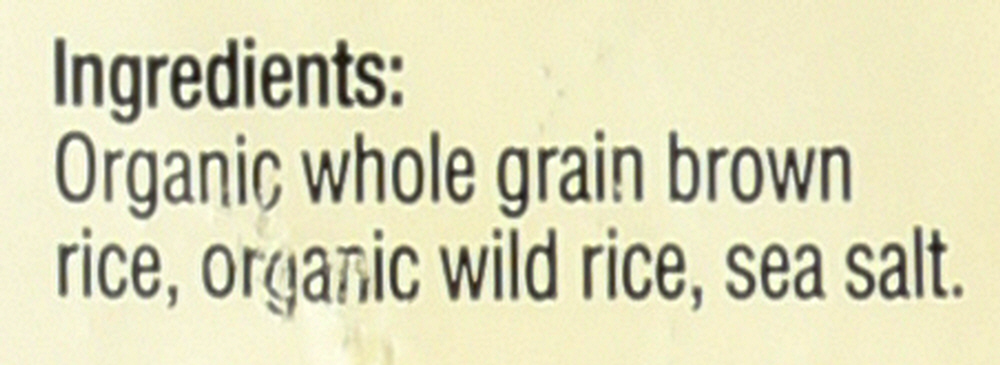 Ingredients:
Organic whole grain brown
rice, organic wild rice, sea salt.